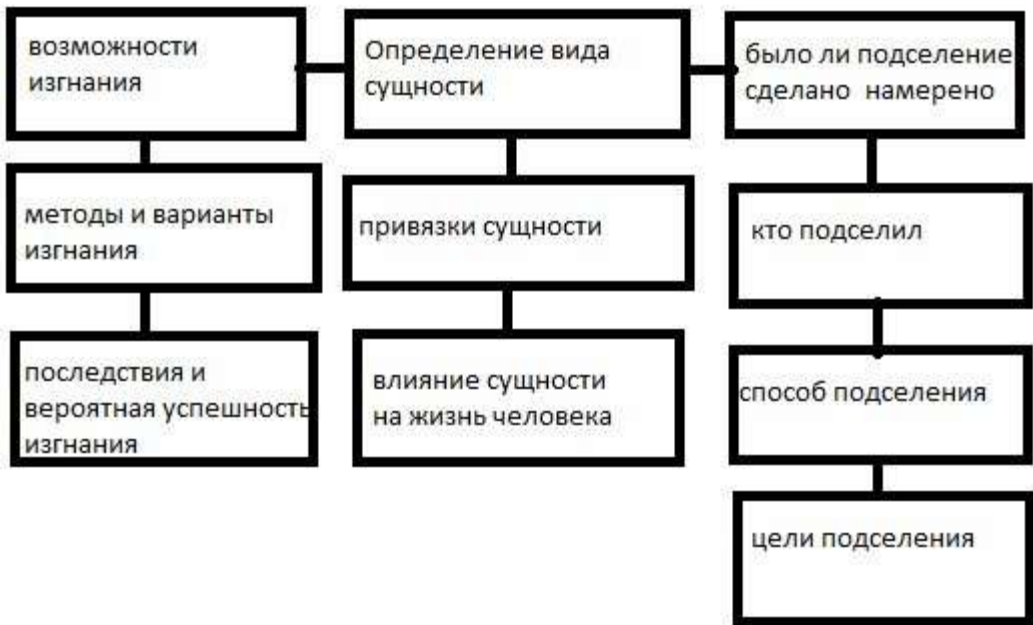 возможности
изгнания
Определение вида
сущности
было ли подселение
сделано намерено
методы и варианты
изгнания
привязки сущности
кто подселил
последствия и
вероятная успешность
изгнания
влияние сущности
на жизнь человека
способ подселения
цели подселения